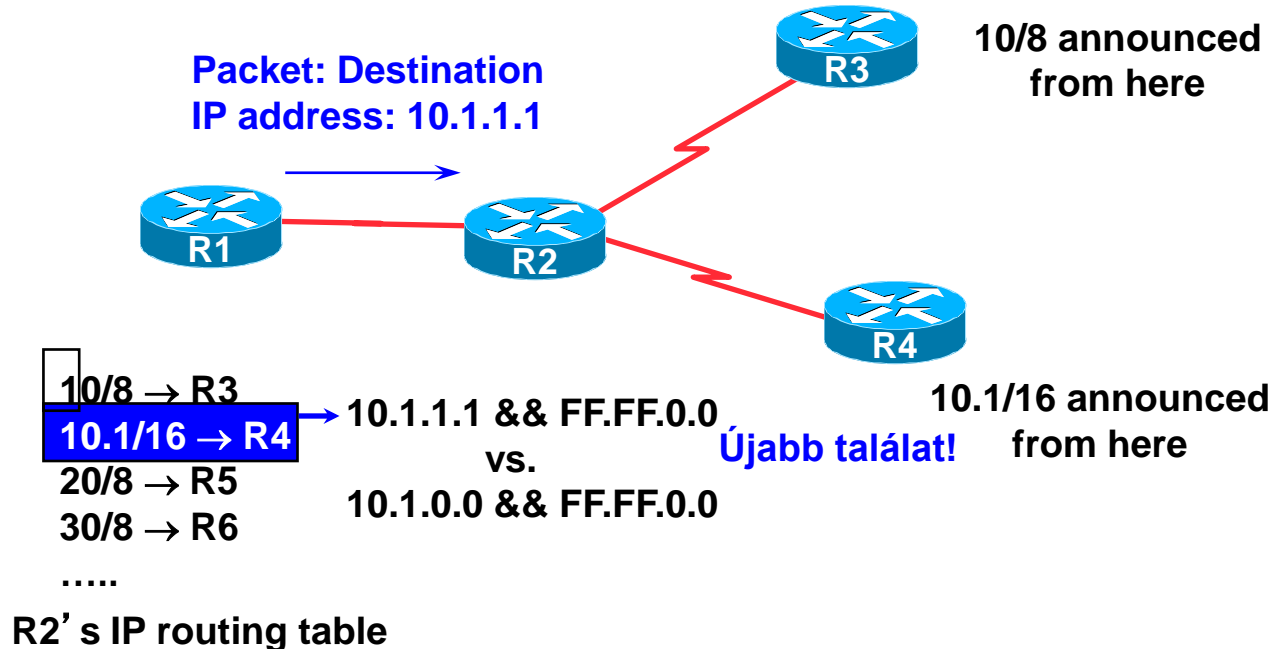 Packet: Destination
IP address: 10.1.1.1
R3
10/8 announced
from here
R1
R2
R4
10.1/16 announced
from here
10/8 → R3
10.1/16 → R4
20/8 → R5
30/8 → R6
…..
R2’s IP routing table
10.1.1.1 && FF.FF.0.0
vs.
10.1.0.0 && FF.FF.0.0
Újabb találat!